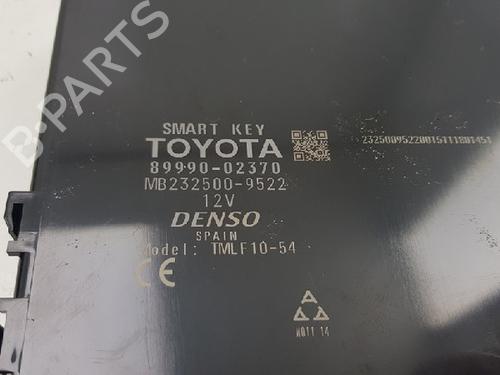 SMART KEY
TOYOTA
89990-02370
MB232500-9522
12V
DENSO
SPAIN
Model: TMLF10-54
CE
B-PARTS